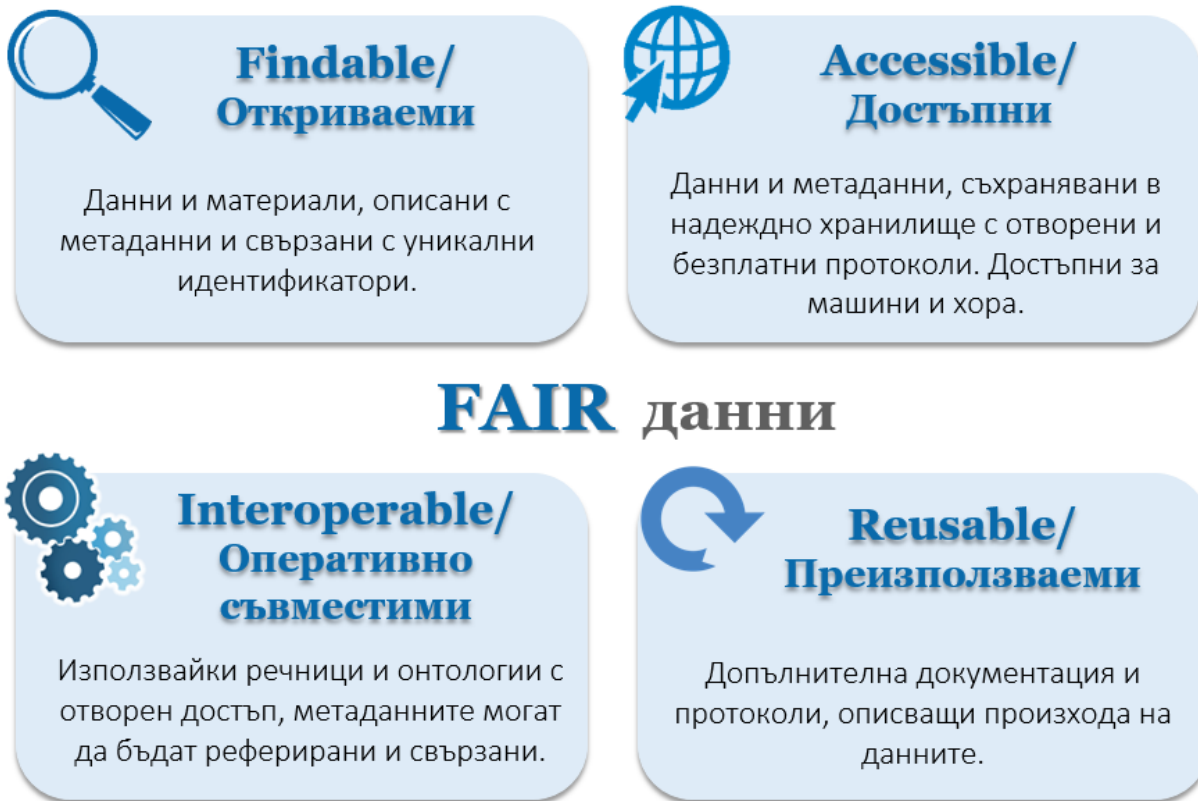 Findable/
Откриваеми
Данни и материали, описани с
метаданни и свързани с уникални
идентификатори.
Accessible/
Достъпни
Данни и метаданни, съхранявани в
надеждно хранилище с отворени и
безплатни протоколи. Достъпни за
машини и хора.
FAIR данни
Interoperable/
Оперативно
съвместими
Използвайки речници и онтологии с
отворен достъп, метаданните могат
да бъдат реферирани и свързани.
Reusable/
Преизползваеми
Допълнителна документация и
протоколи, описващи произхода на
данните.